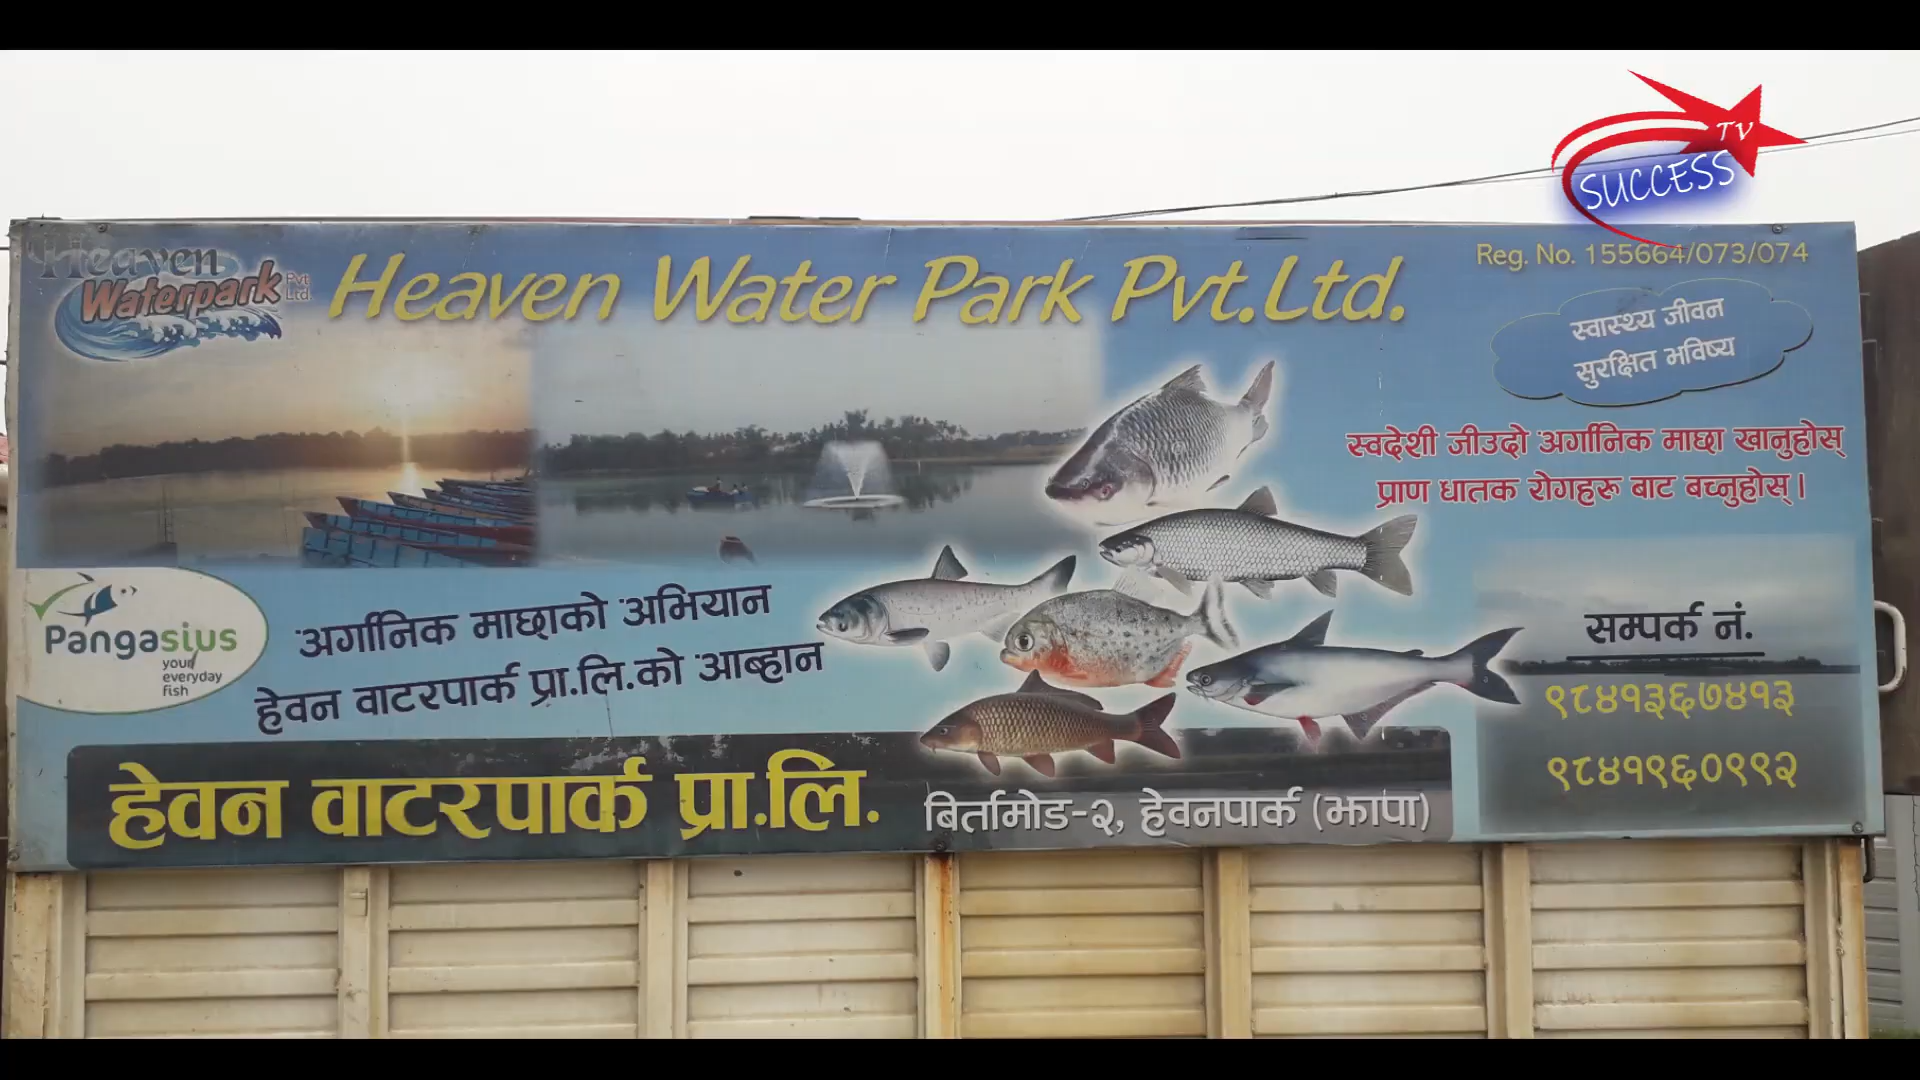 TV
SUCCESS
Heaven
Waterpark Pvt. Ltd.
Heaven Water Park Pvt.Ltd.
Reg. No. 155664/073/074
स्वास्थ्य जीवन
सुरक्षित भविष्य
स्वदेशी जीउदो अर्गानिक माछा खानुहोस्
प्राण धातक रोगहरु बाट बच्नुहोस् ।
Pangasius
your
everyday
fish
अर्गानिक माछाको अभियान
हेवन वाटरपार्क प्रा.लि.को आब्हान
सम्पर्क नं.
९८४१३६७४१३
९८४१९६०९९२
हेवन वाटरपार्क प्रा.लि.
बिर्तामोड-२, हेवनपार्क (झापा)